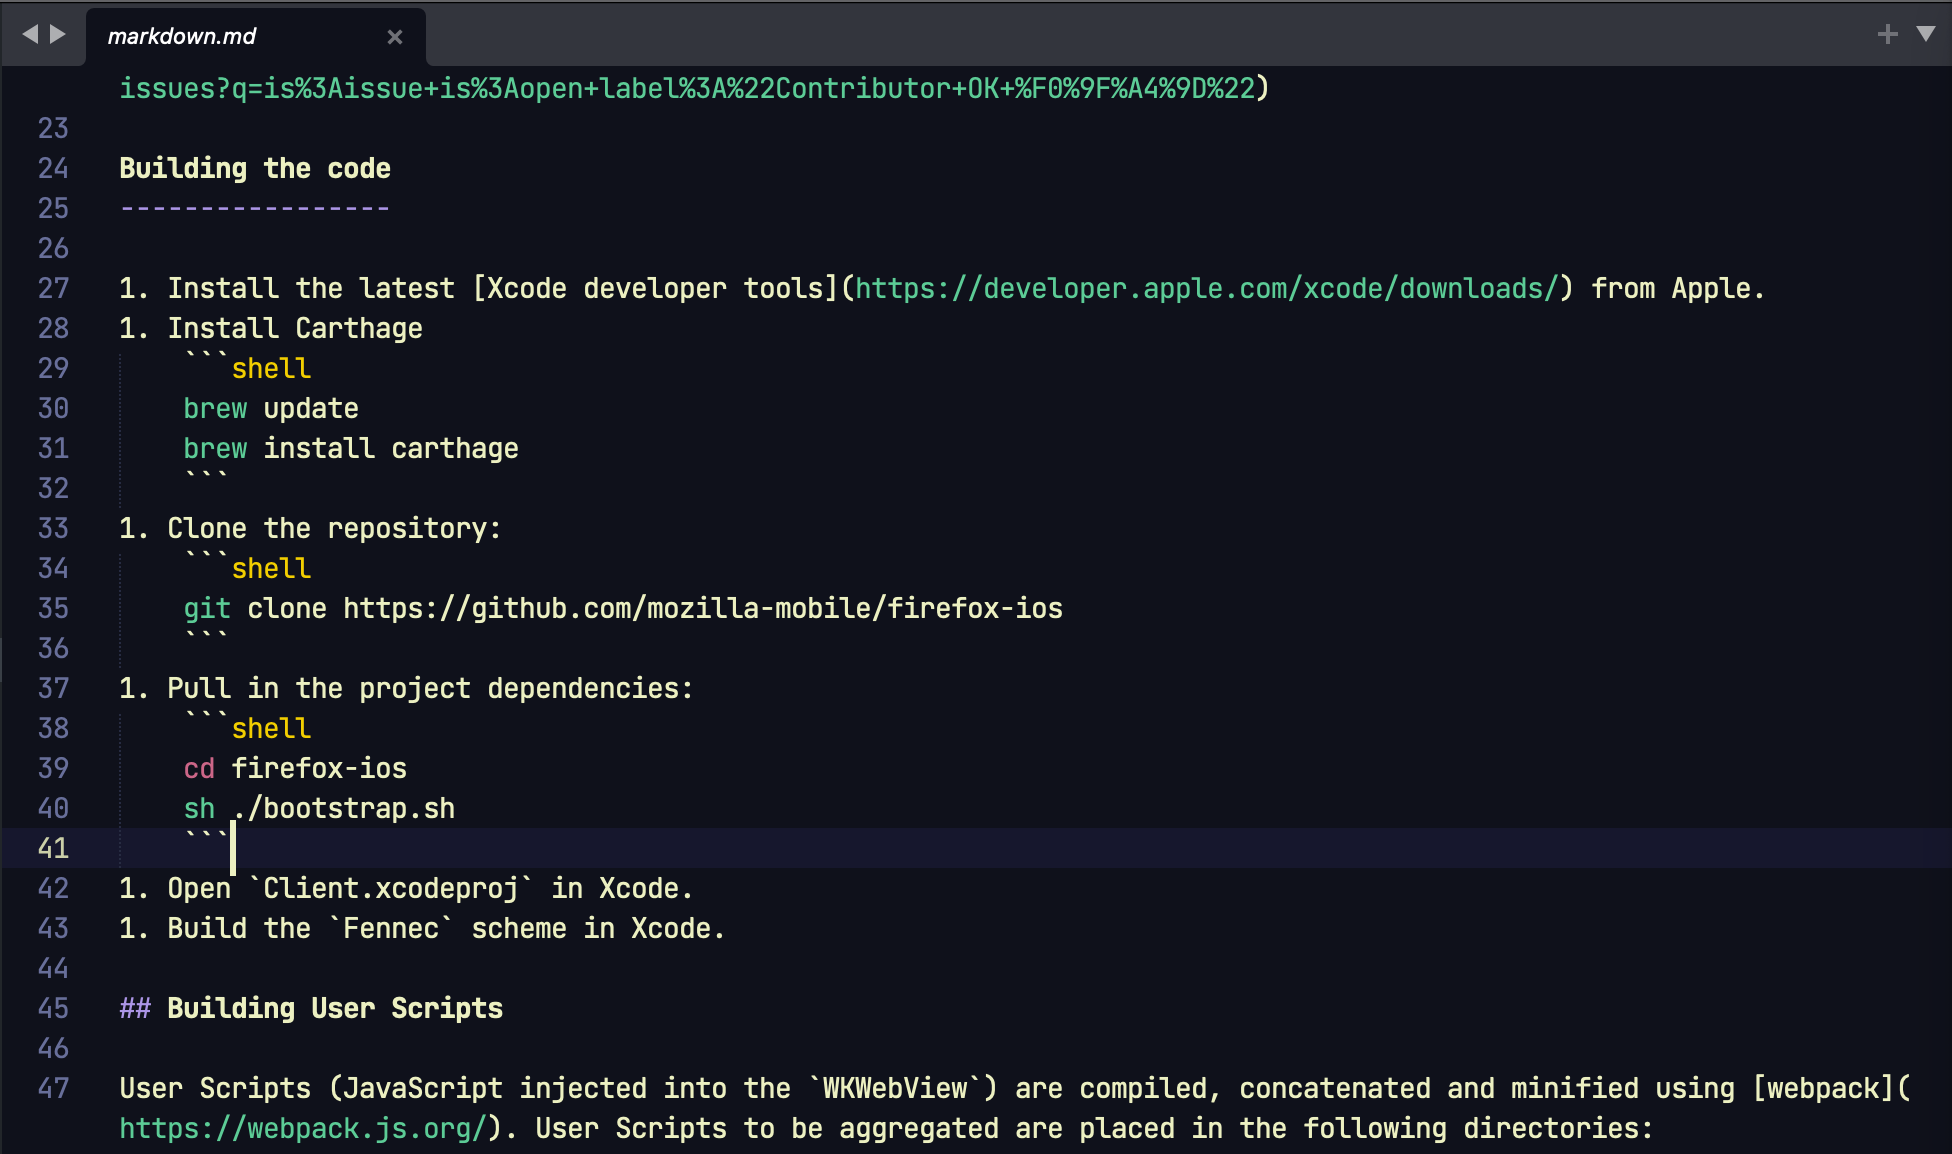 markdown.md
issues?q=is%3Aissue+is%3Aopen+label%3A%22Contributor+OK+%F0%9F%A4%9D%22)
23
24 Building the code
25 -----------------
26
27 1. Install the latest [Xcode developer tools](https://developer.apple.com/xcode/downloads/) from Apple.
28 1. Install Carthage
29     ```shell
30     brew update
31     brew install carthage
32     ```
33 1. Clone the repository:
34     ```shell
35     git clone https://github.com/mozilla-mobile/firefox-ios
36     ```
37 1. Pull in the project dependencies:
38     ```shell
39     cd firefox-ios
40     sh ./bootstrap.sh
41     ```
42 1. Open `Client.xcodeproj` in Xcode.
43 1. Build the `Fennec` scheme in Xcode.
44
45 ## Building User Scripts
46
47 User Scripts (JavaScript injected into the `WKWebView`) are compiled, concatenated and minified using [webpack](
https://webpack.js.org/). User Scripts to be aggregated are placed in the following directories: